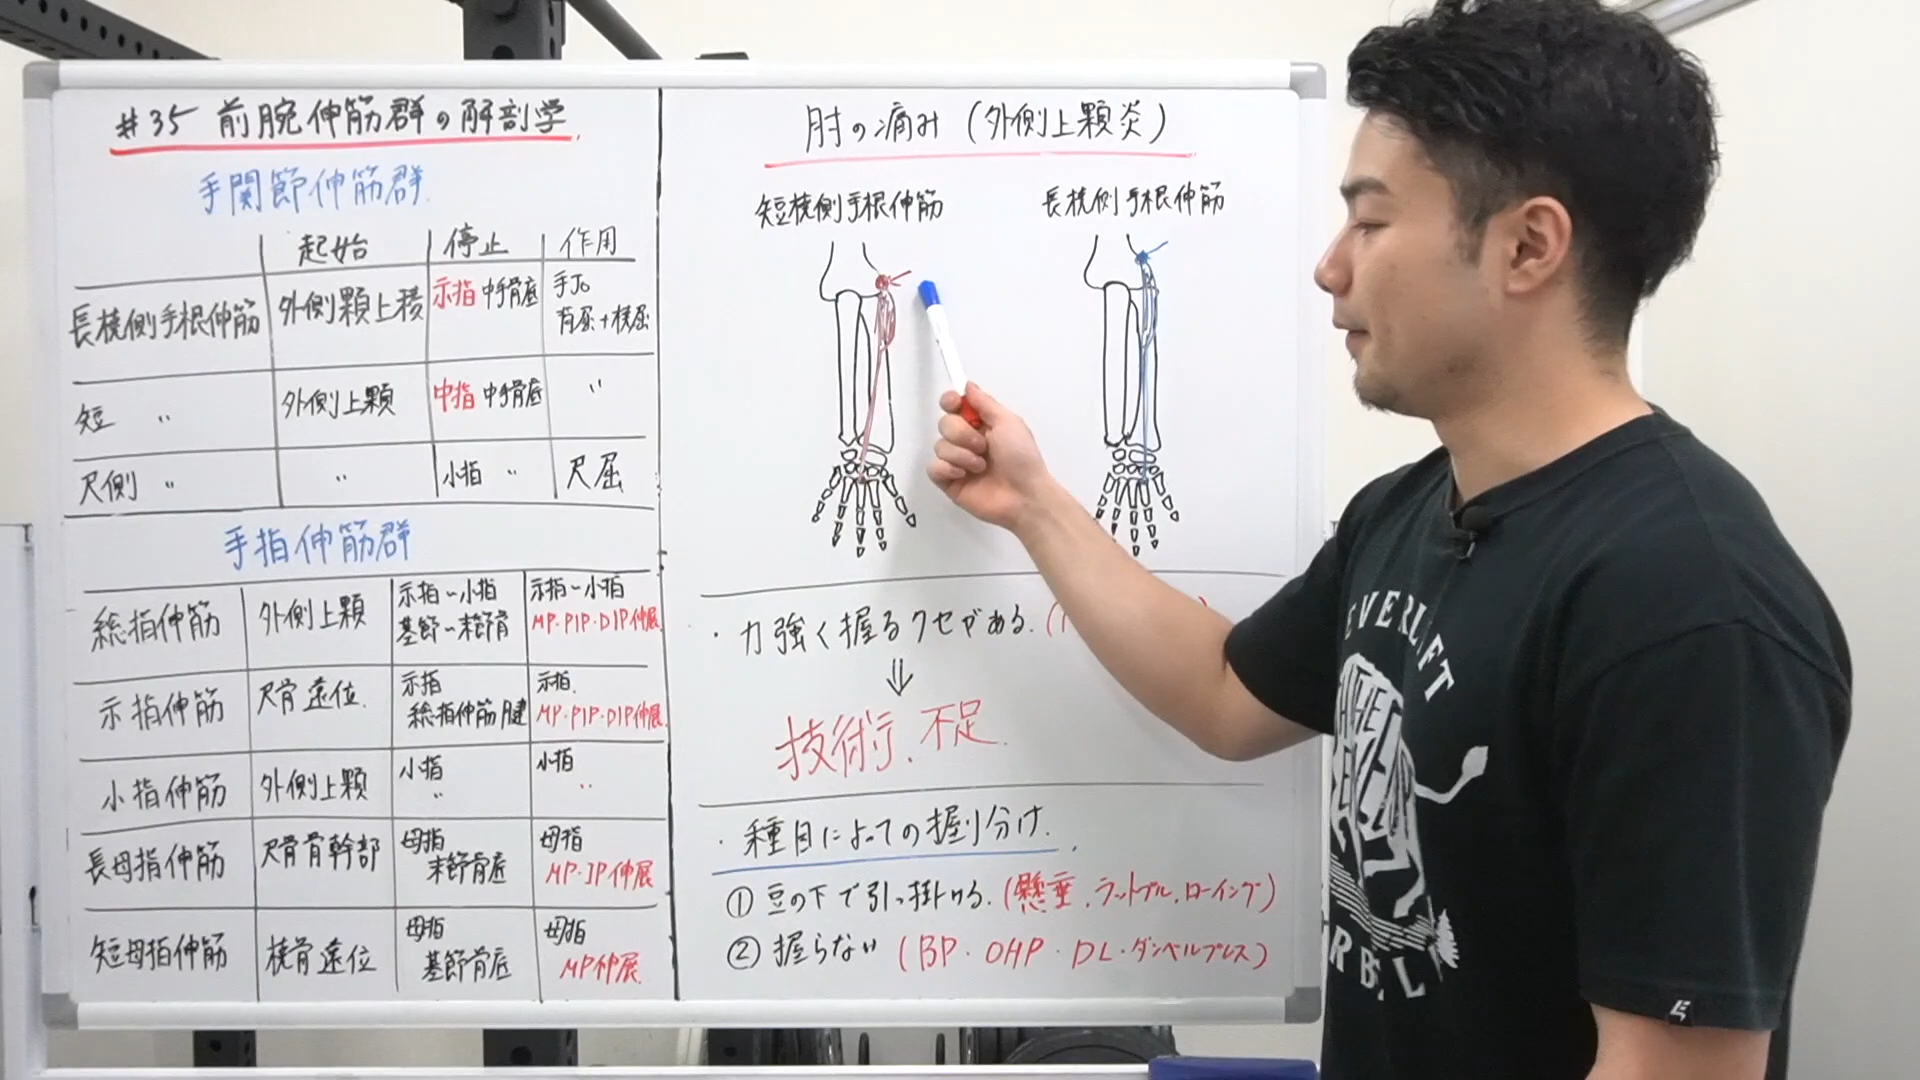 #35 前腕伸筋群の解剖学
手関節伸筋群
起始 停止 作用
長橈側手根伸筋 外側顆上稜 示指中手骨底 手Jo 背屈+橈屈
短 〃 外側上顆 中指中手骨底 〃
尺側 〃 〃 小指 〃 尺屈
手指伸筋群
総指伸筋 外側上顆 示指~小指 基節~末節骨 示指~小指 MP・PIP・DIP伸展
示指伸筋 尺骨遠位 示指 総指伸筋腱 示指 MP・PIP・DIP伸展
小指伸筋 外側上顆 小指 〃 小指 〃
長母指伸筋 尺骨骨幹部 母指 末節骨底 母指 MP・IP伸展
短母指伸筋 橈骨遠位 母指 基節骨底 母指 MP伸展
肘の痛み(外側上顆炎)
短橈側手根伸筋 長橈側手根伸筋
・力強く握るクセがある。(
⇓
技術不足
・種目によっての握り分け
① 豆の下で引っ掛ける。(懸垂、ラットプル、ローイング)
② 握らない (BP・OHP・DL・ダンベルプレス)
EVERLIFT